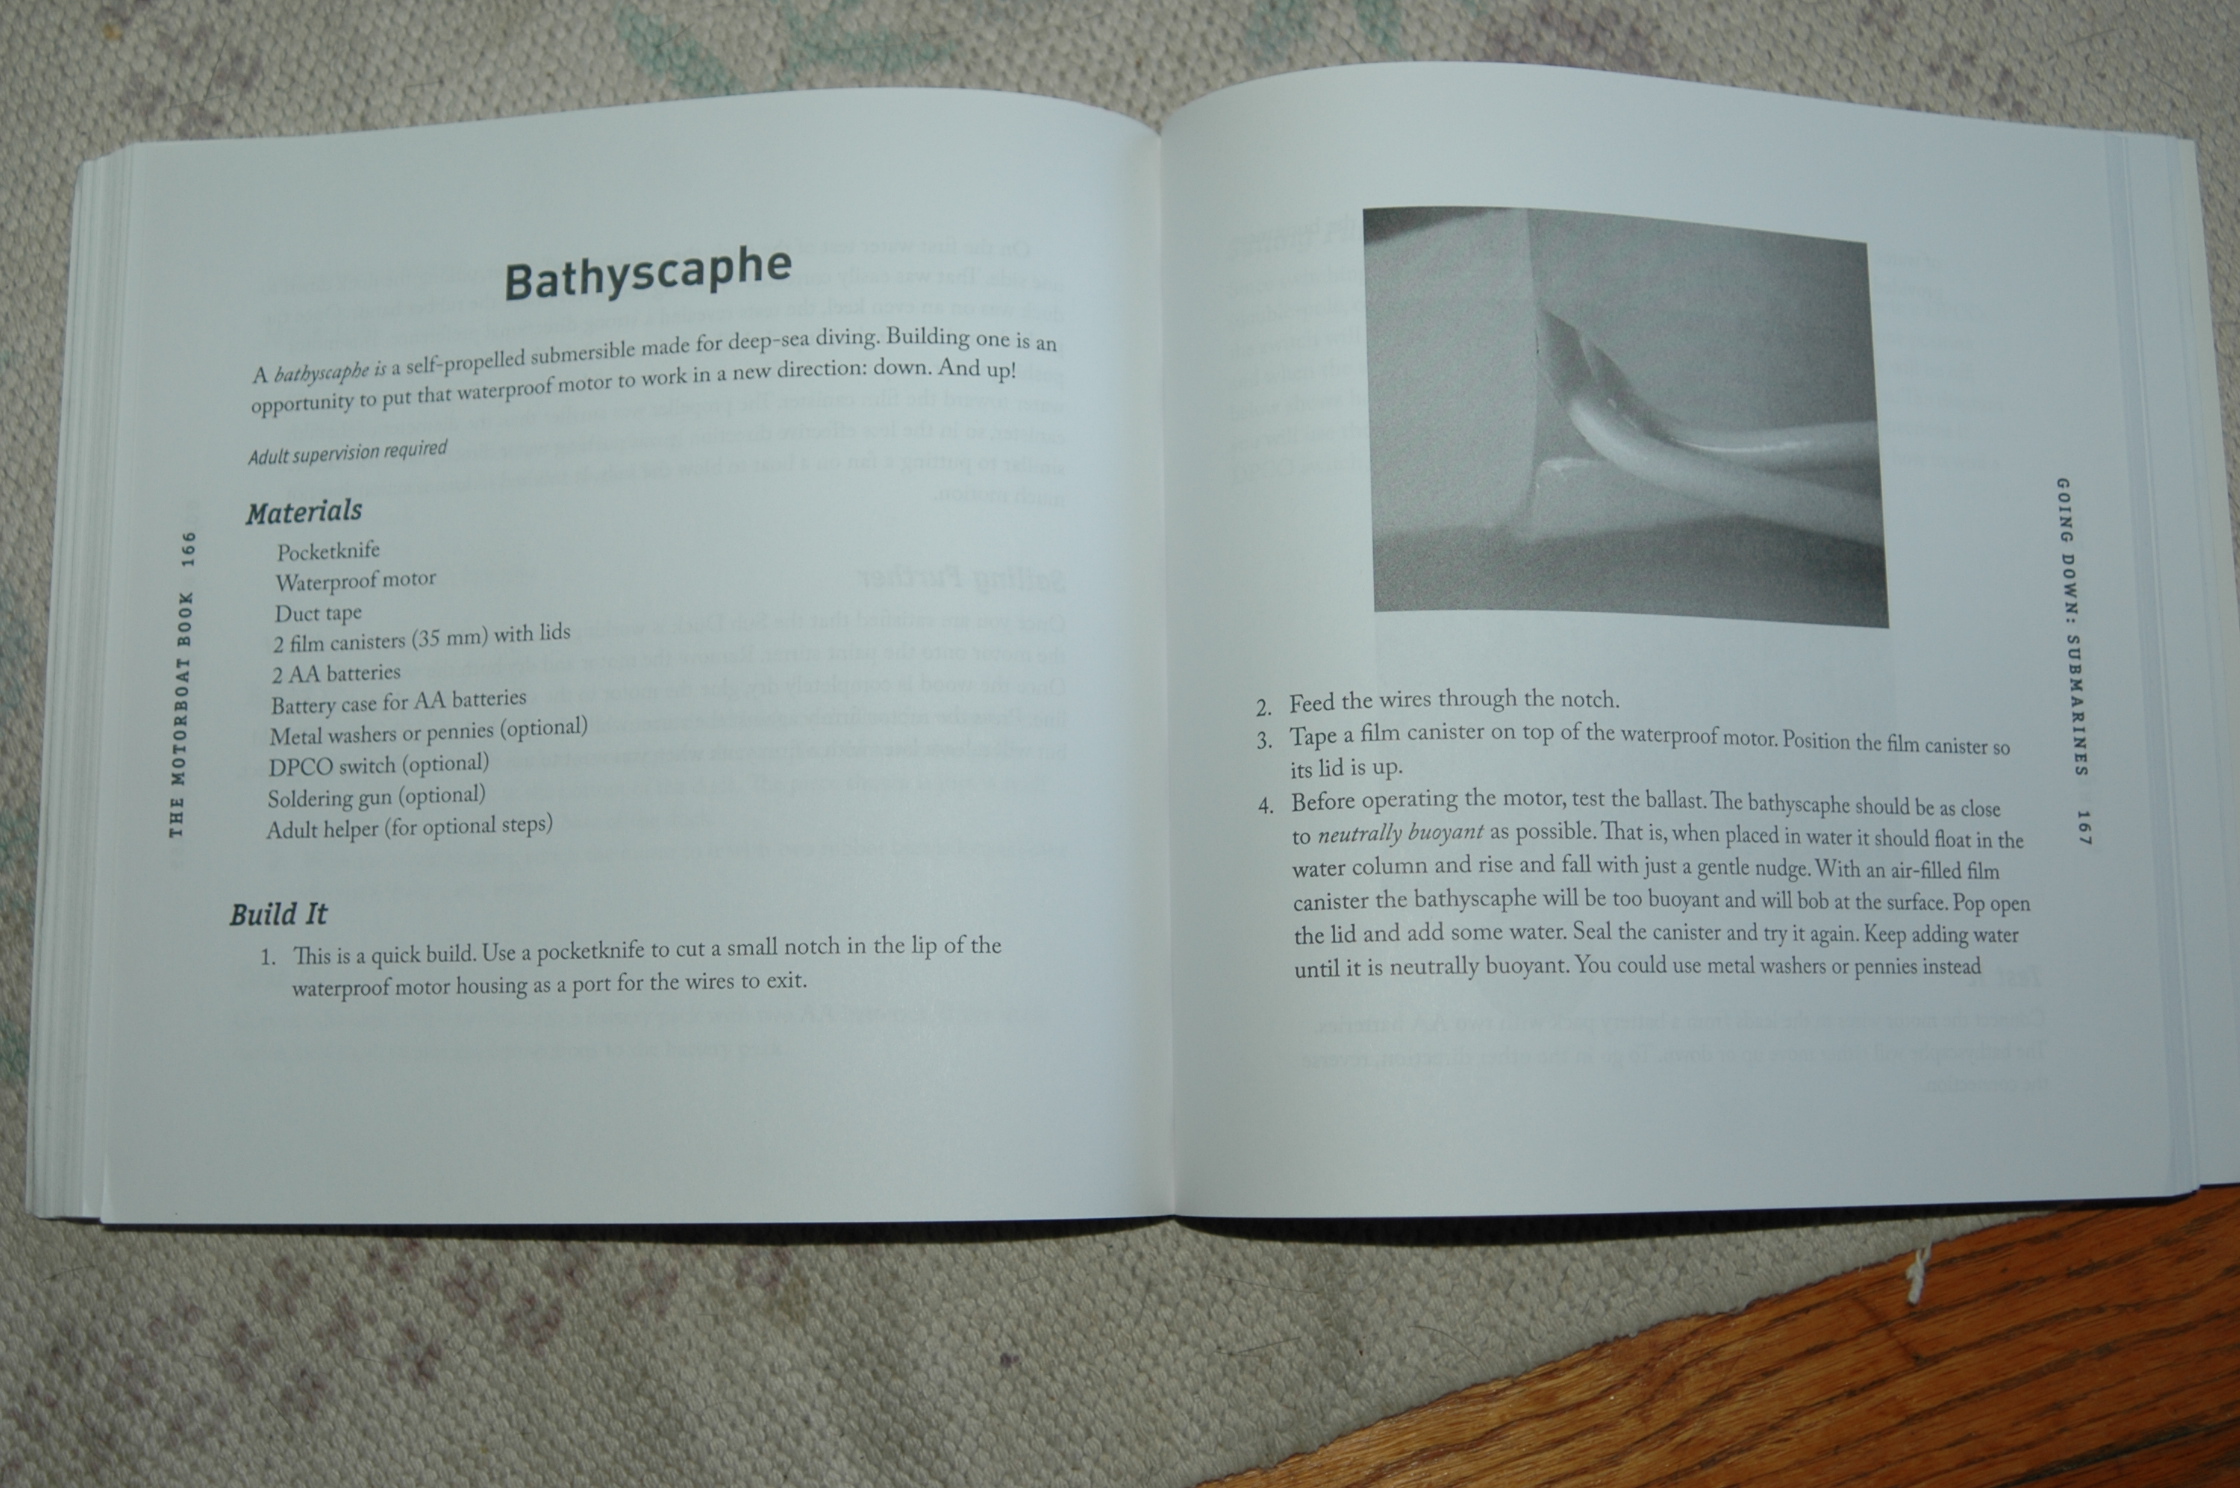 THE MOTORBOAT BOOK 166
Bathyscaphe
A bathyscaphe is a self-propelled submersible made for deep-sea diving. Building one is an
opportunity to put that waterproof motor to work in a new direction: down. And up!
Adult supervision required
Materials
Pocketknife
Waterproof motor
Duct tape
2 film canisters (35 mm) with lids
2 AA batteries
Battery case for AA batteries
Metal washers or pennies (optional)
DPCO switch (optional)
Soldering gun (optional)
Adult helper (for optional steps)
Build It
1. This is a quick build. Use a pocketknife to cut a small notch in the lip of the
waterproof motor housing as a port for the wires to exit.
2. Feed the wires through the notch.
3. Tape a film canister on top of the waterproof motor. Position the film canister so
its lid is up.
4. Before operating the motor, test the ballast. The bathyscaphe should be as close
to neutrally buoyant as possible. That is, when placed in water it should float in the
water column and rise and fall with just a gentle nudge. With an air-filled film
canister the bathyscaphe will be too buoyant and will bob at the surface. Pop open
the lid and add some water. Seal the canister and try it again. Keep adding water
until it is neutrally buoyant. You could use metal washers or pennies instead
GOING DOWN: SUBMARINES 167